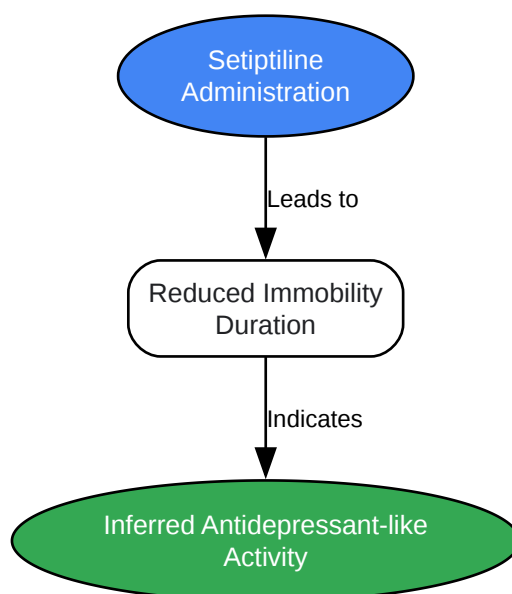 Setiptiline
Administration
Leads to
Reduced Immobility
Duration
Indicates
Inferred Antidepressant-like
Activity